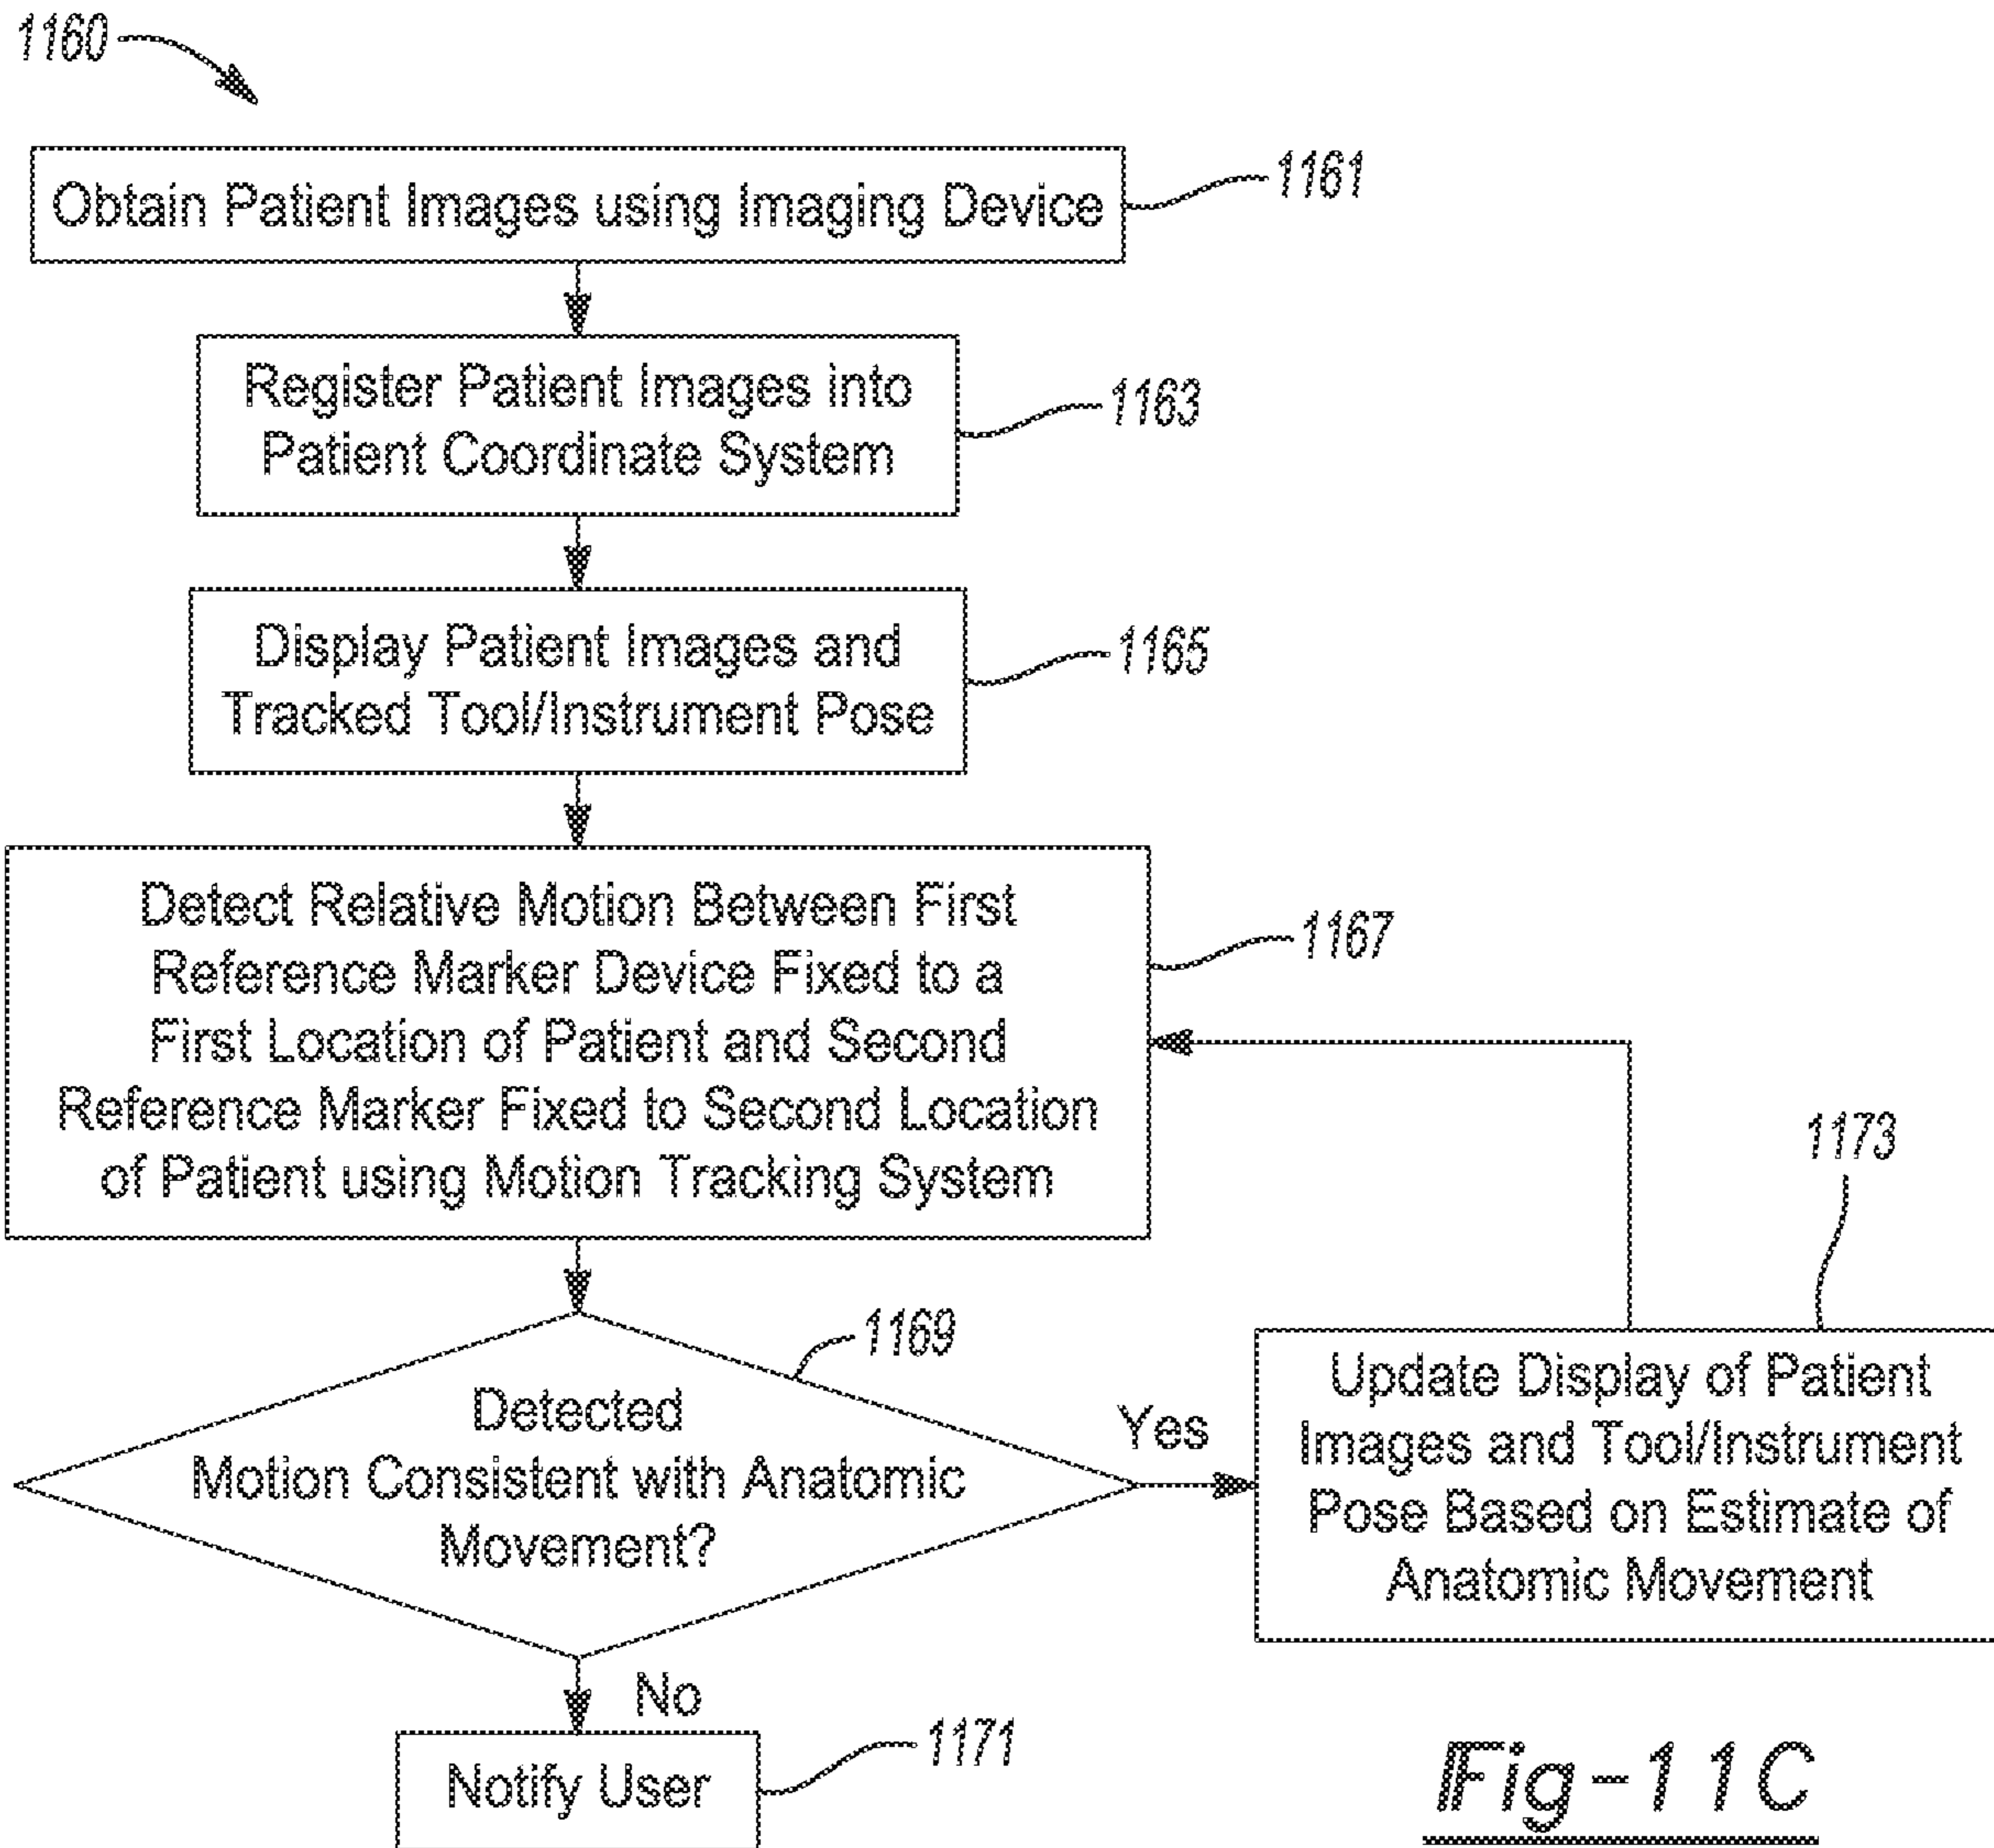 1160
Obtain Patient Images using Imaging Device
1161
Register Patient Images into
Patient Coordinate System
1163
Display Patient Images and
Tracked Tool/Instrument Pose
1165
Detect Relative Motion Between First
Reference Marker Device Fixed to a
First Location of Patient and Second
Reference Marker Fixed to Second Location
of Patient using Motion Tracking System
1167
Detected
Motion Consistent with Anatomic
Movement?
1169
Yes
1173
Update Display of Patient
Images and Tool/Instrument
Pose Based on Estimate of
Anatomic Movement
No
Notify User
1171
Fig-11C